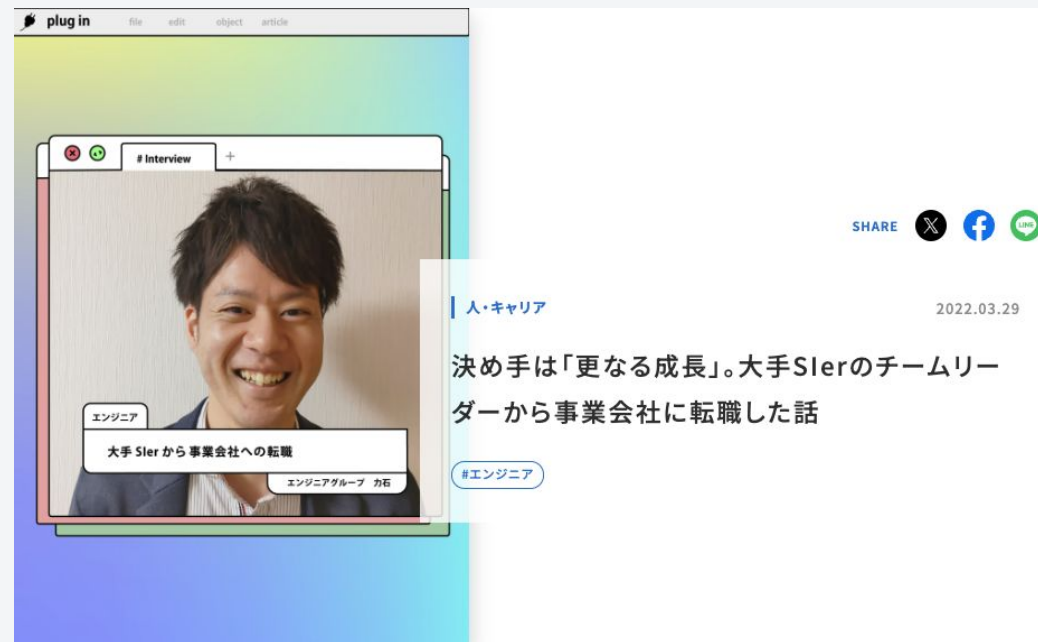 plug in
file edit object article
# Interview +
エンジニア
大手 SIer から 事業会社への転職
エンジニアグループ 力石
SHARE
LINE
人・キャリア
2022.03.29
決め手は「更なる成長」。大手SIerのチームリー
ダーから事業会社に転職した話
#エンジニア